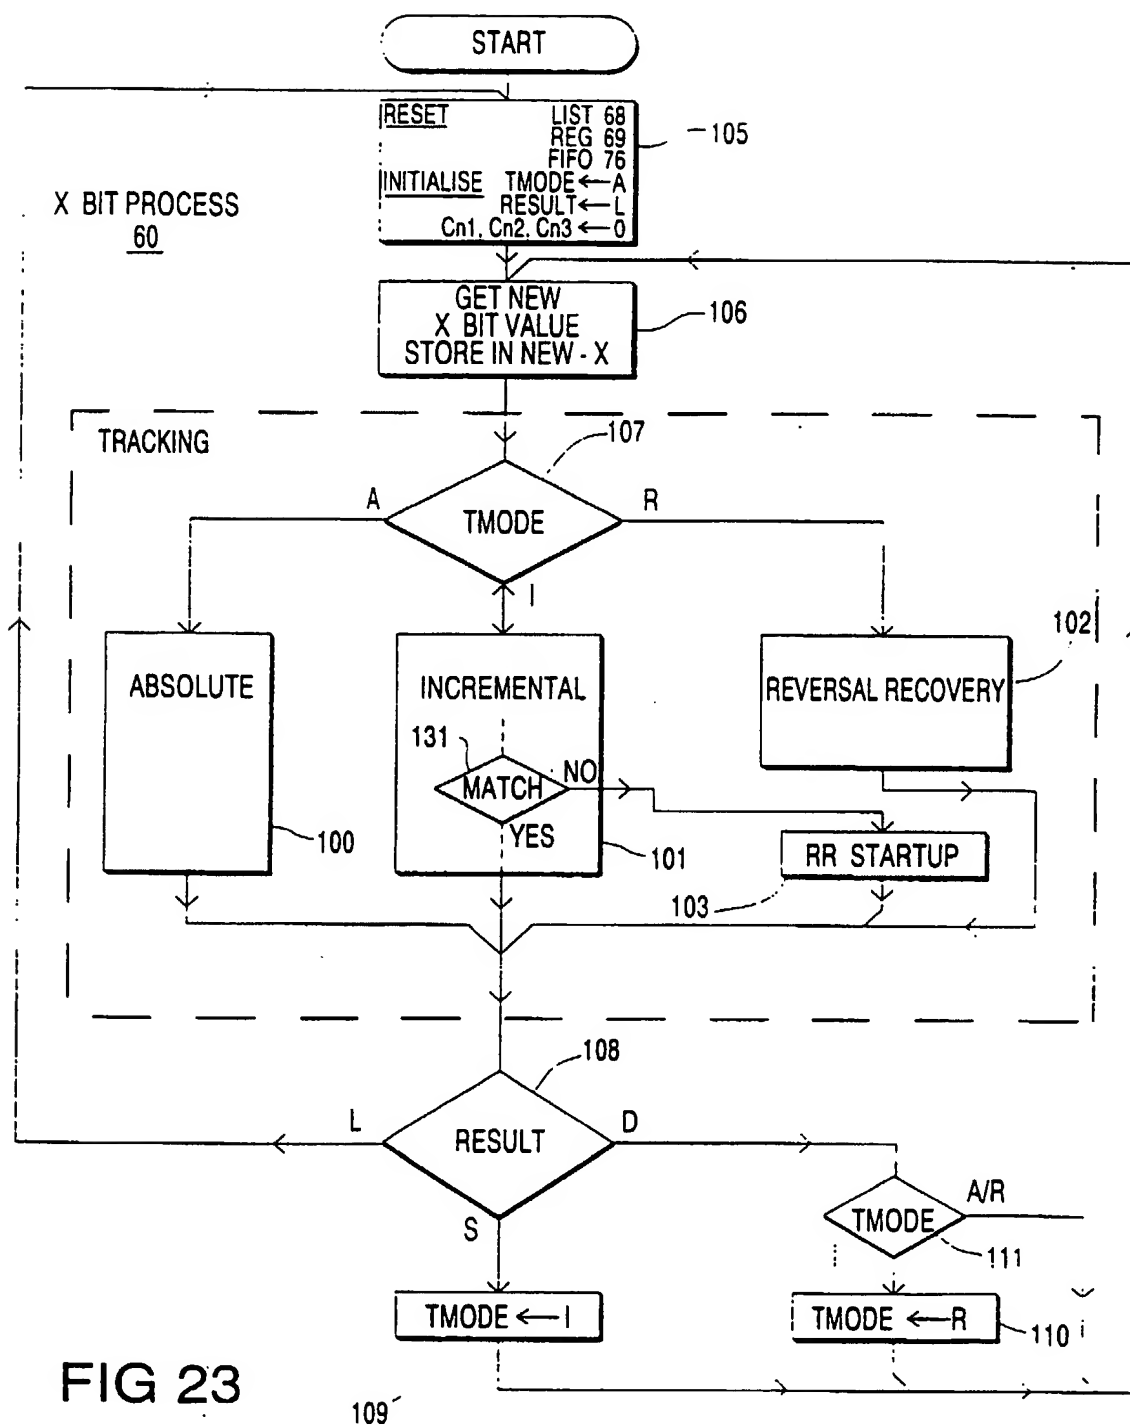 START
RESET LIST 68
REG 69
FIFO 76
INITIALISE TMODE ← A
RESULT ← L
Cn1, Cn2, Cn3 ← 0
105
X BIT PROCESS
60
GET NEW
X BIT VALUE
STORE IN NEW - X
106
TRACKING
107
A
TMODE
R
I
ABSOLUTE
INCREMENTAL
REVERSAL RECOVERY
102
131
MATCH
NO
YES
100
101
RR STARTUP
103
108
L
RESULT
D
S
TMODE
A/R
111
TMODE ← I
TMODE ← R
110
FIG 23
109